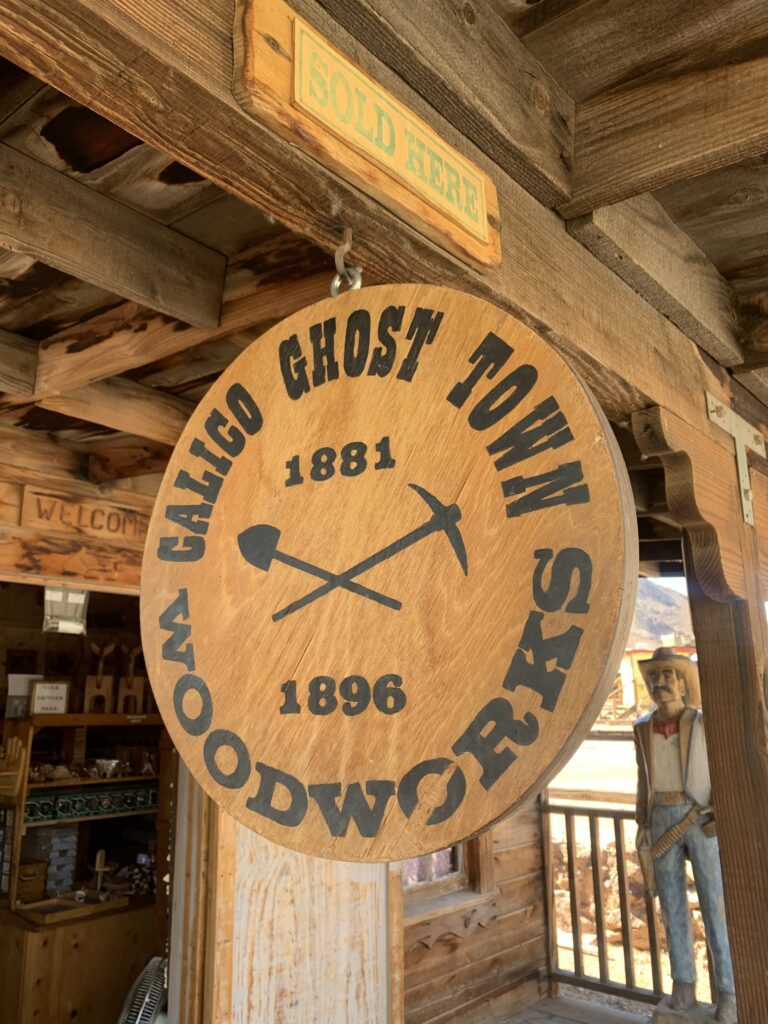 SOLD HERE
CALICO GHOST TOWN
1881
1896
WOODWORKS
WELCOME